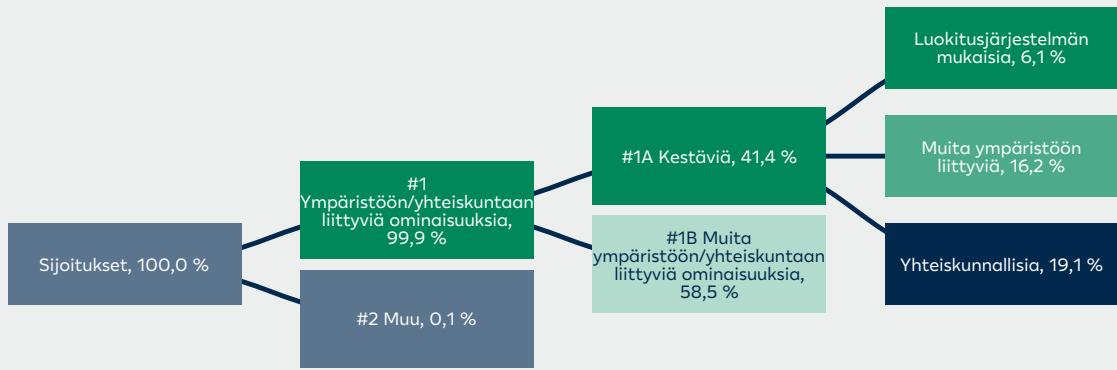 Sijoitukset, 100,0 %
#1
Ympäristöön/yhteiskuntaan
liittyviä ominaisuuksia,
99,9 %
#2 Muu, 0,1 %
#1A Kestäviä, 41,4 %
#1B Muita
ympäristöön/yhteiskuntaan
liittyviä ominaisuuksia,
58,5 %
Luokitusjärjestelmän
mukaisia, 6,1 %
Muita ympäristöön
liittyviä, 16,2 %
Yhteiskunnallisia, 19,1 %